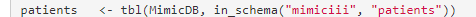 patients   <- tbl(MimicDB, in_schema("mimiciii", "patients"))